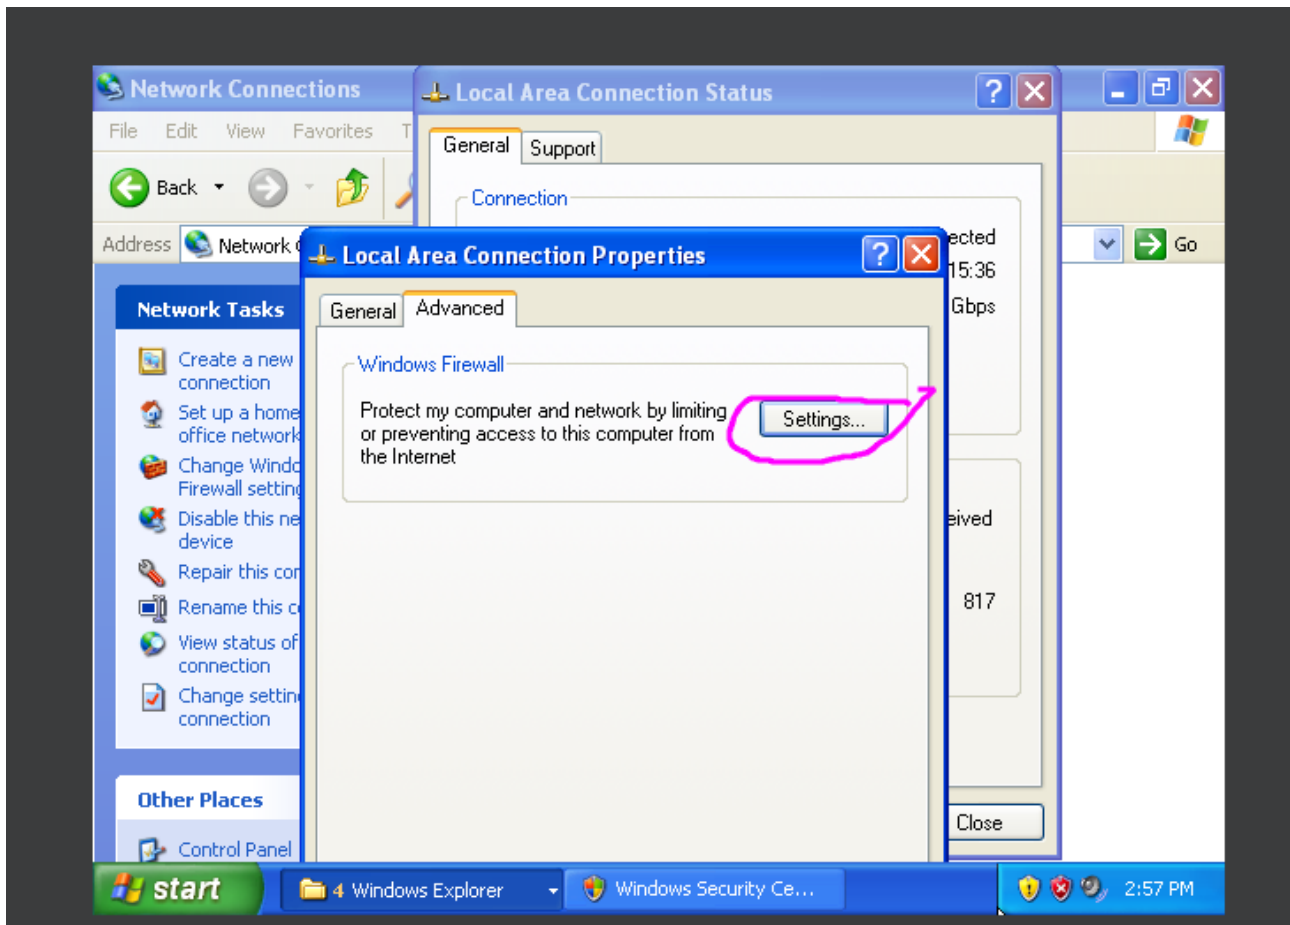 Network Connections
File Edit View Favorites T
Back
Address Network
Network Tasks
Create a new
connection
Set up a home
office network
Change Windo
Firewall setting
Disable this ne
device
Repair this con
Rename this c
View status of
connection
Change settin
connection
Other Places
Control Panel
Local Area Connection Status
General Support
Connection
ected
15:36
Gbps
eived
817
Close
Go
Local Area Connection Properties
General Advanced
Windows Firewall
Protect my computer and network by limiting
or preventing access to this computer from
the Internet
Settings...
start
4 Windows Explorer
Windows Security Ce...
2:57 PM